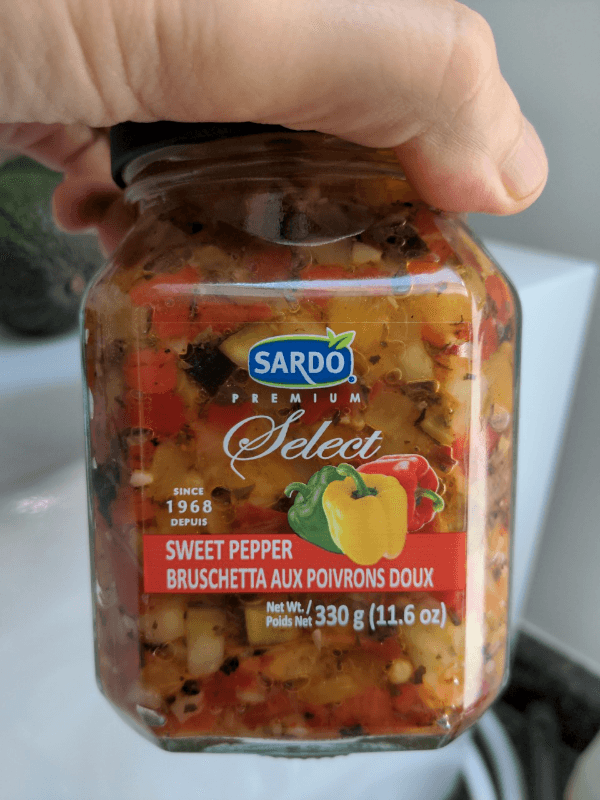 SARDO
PREMIUM
Select
SINCE
1968
DEPUIS
SWEET PEPPER
BRUSCHETTA AUX POIVRONS DOUX
Net Wt./
Poids Net 330 g (11.6 oz)